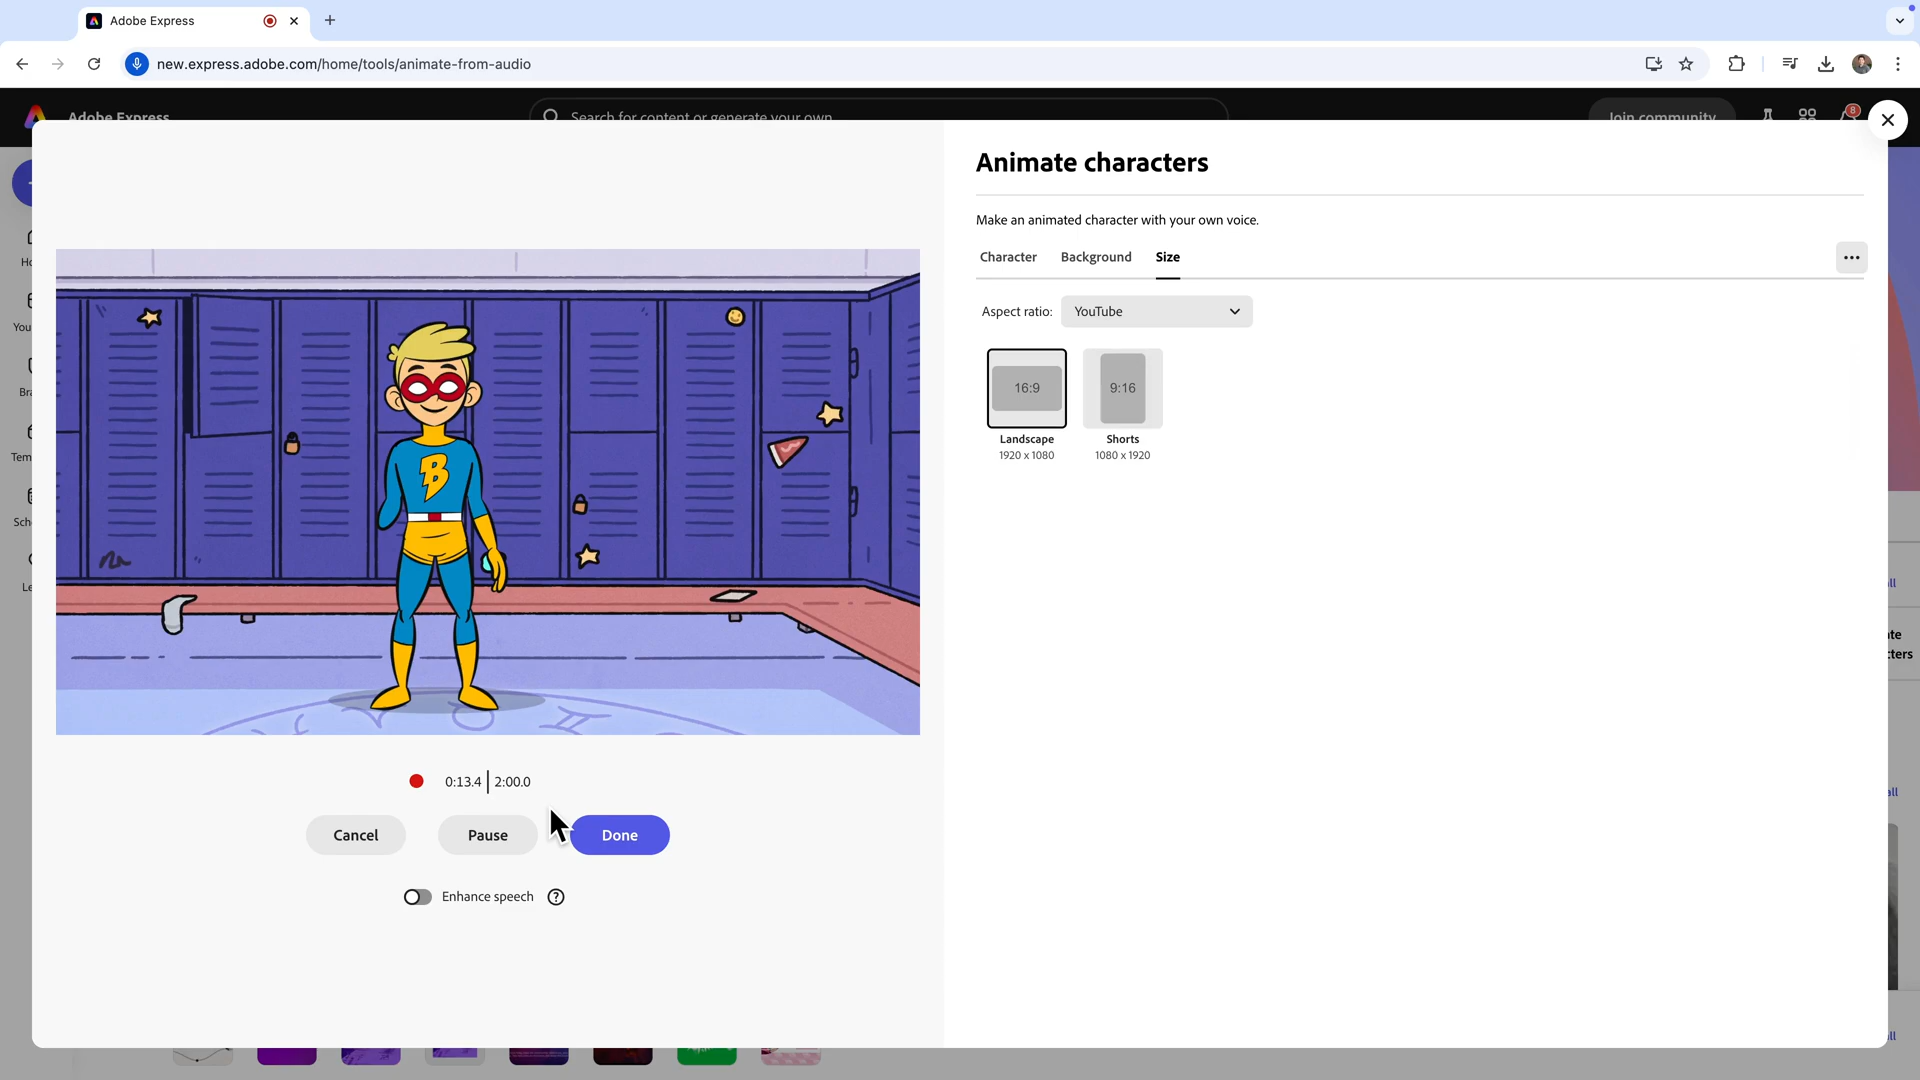 Adobe Express
new.express.adobe.com/home/tools/animate-from-audio
Adobe Express
Search for content or generate your own
Join community
8
Animate characters
Make an animated character with your own voice.
Character
Background
Size
Aspect ratio:
YouTube
16:9
9:16
Landscape
Shorts
1920 x 1080
1080 x 1920
B
0:13.4
2:00.0
Cancel
Pause
Done
Enhance speech
?